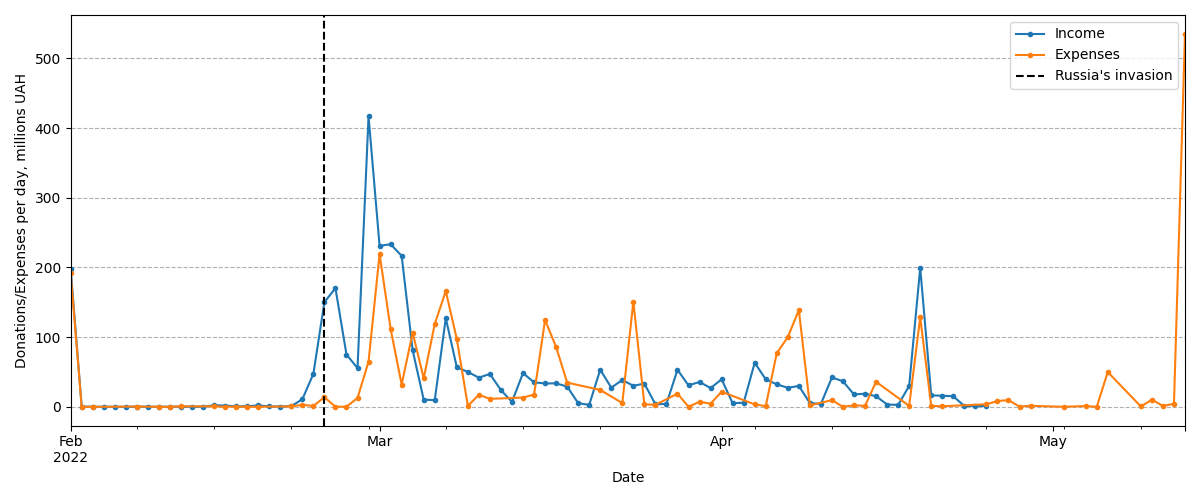 Donations/Expenses per day, millions UAH
500
400
300
200
100
0
Income
Expenses
Russia's invasion
Feb
2022
Mar
Apr
May
Date